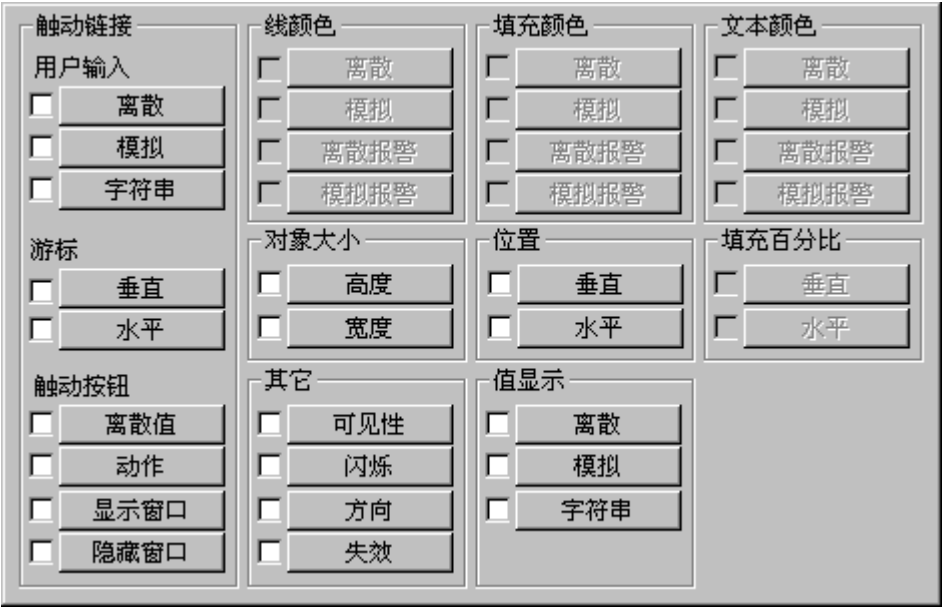 触动链接
用户输入
离散
模拟
字符串
游标
垂直
水平
触动按钮
离散值
动作
显示窗口
隐藏窗口
线颜色
离散
模拟
离散报警
模拟报警
填充颜色
离散
模拟
离散报警
模拟报警
文本颜色
离散
模拟
离散报警
模拟报警
对象大小
高度
宽度
位置
垂直
水平
填充百分比
垂直
水平
其它
可见性
闪烁
方向
失效
值显示
离散
模拟
字符串